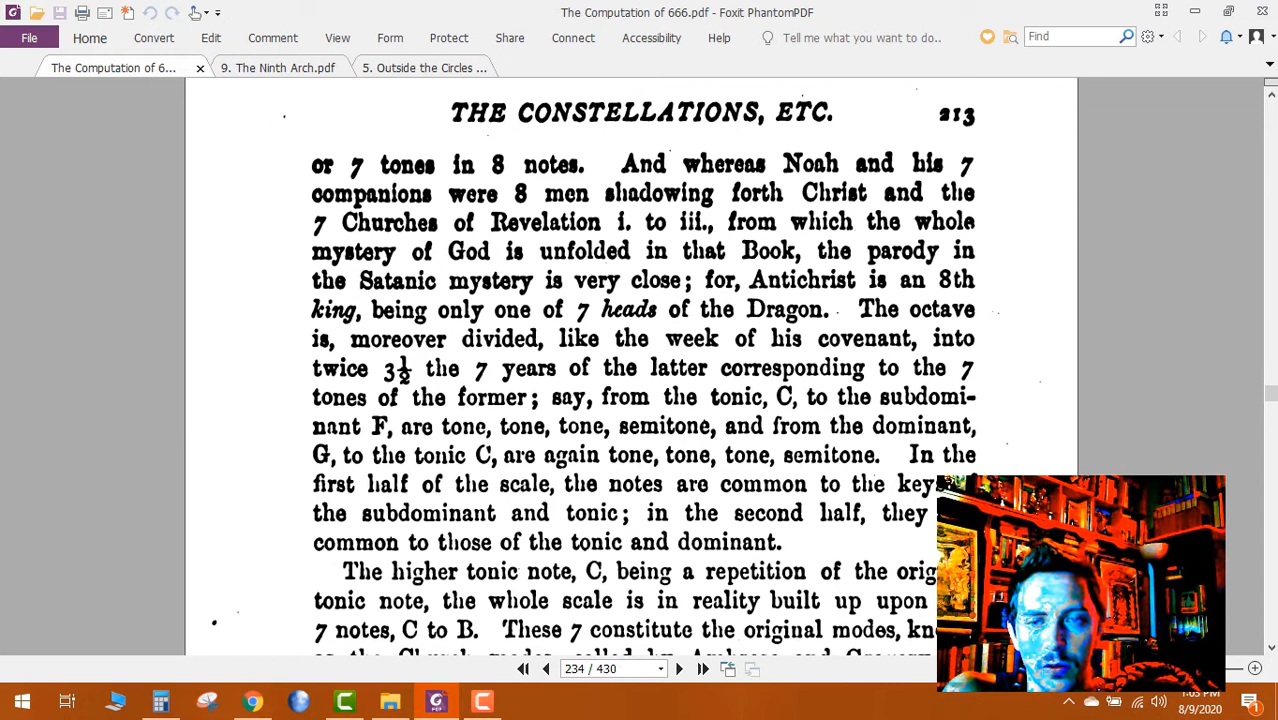 The Computation of 666.pdf - Foxit PhantomPDF
File Home Convert Edit Comment View Form Protect Share Connect Accessibility Help Tell me what you want to do.. Find
The Computation of 6... 9. The Ninth Arch.pdf 5. Outside the Circles ...
THE CONSTELLATIONS, ETC. 213
or 7 tones in 8 notes. And whereas Noah and his 7
companions were 8 men shadowing forth Christ and the
7 Churches of Revelation i. to iii., from which the whole
mystery of God is unfolded in that Book, the parody in
the Satanic mystery is very close; for, Antichrist is an 8th
king, being only one of 7 heads of the Dragon. The octave
is, moreover divided, like the week of his covenant, into
twice 3½ the 7 years of the latter corresponding to the 7
tones of the former; say, from the tonic, C, to the subdomi-
nant F, are tone, tone, tone, semitone, and from the dominant,
G, to the tonic C, are again tone, tone, tone, semitone. In the
first half of the scale, the notes are common to the key
the subdominant and tonic; in the second half, they
common to those of the tonic and dominant.
The higher tonic note, C, being a repetition of the orig
tonic note, the whole scale is in reality built up upon
7 notes, C to B. These 7 constitute the original modes, kn
234 / 430
1:03 PM
8/9/2020